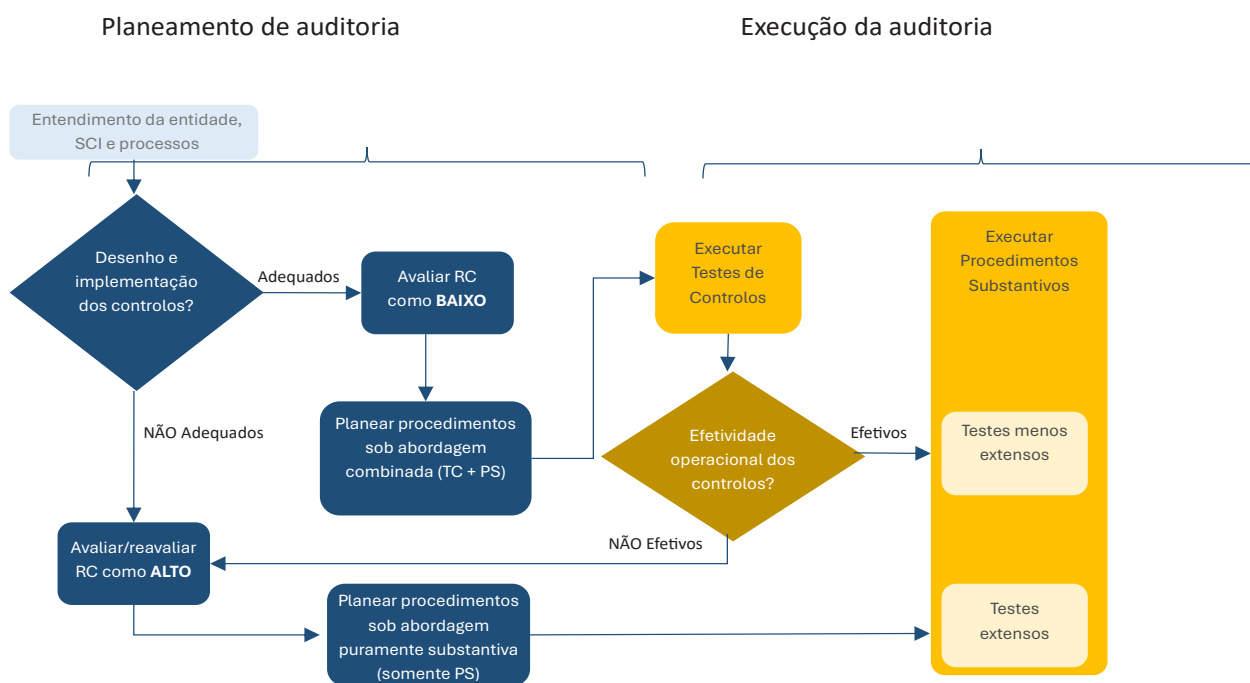 Planeamento de auditoria
Execução da auditoria
Entendimento da entidade,
SCI e processos
Desenho e
implementação
dos controlos?
Adequados
Avaliar RC
como BAIXO
Executar
Testes de
Controlos
Executar
Procedimentos
Substantivos
NÃO Adequados
Planear procedimentos
sob abordagem
combinada (TC + PS)
Efetividade
operacional dos
controlos?
Efetivos
Testes menos
extensos
NÃO Efetivos
Avaliar/reavaliar
RC como ALTO
Planear procedimentos
sob abordagem
puramente substantiva
(somente PS)
Testes
extensos